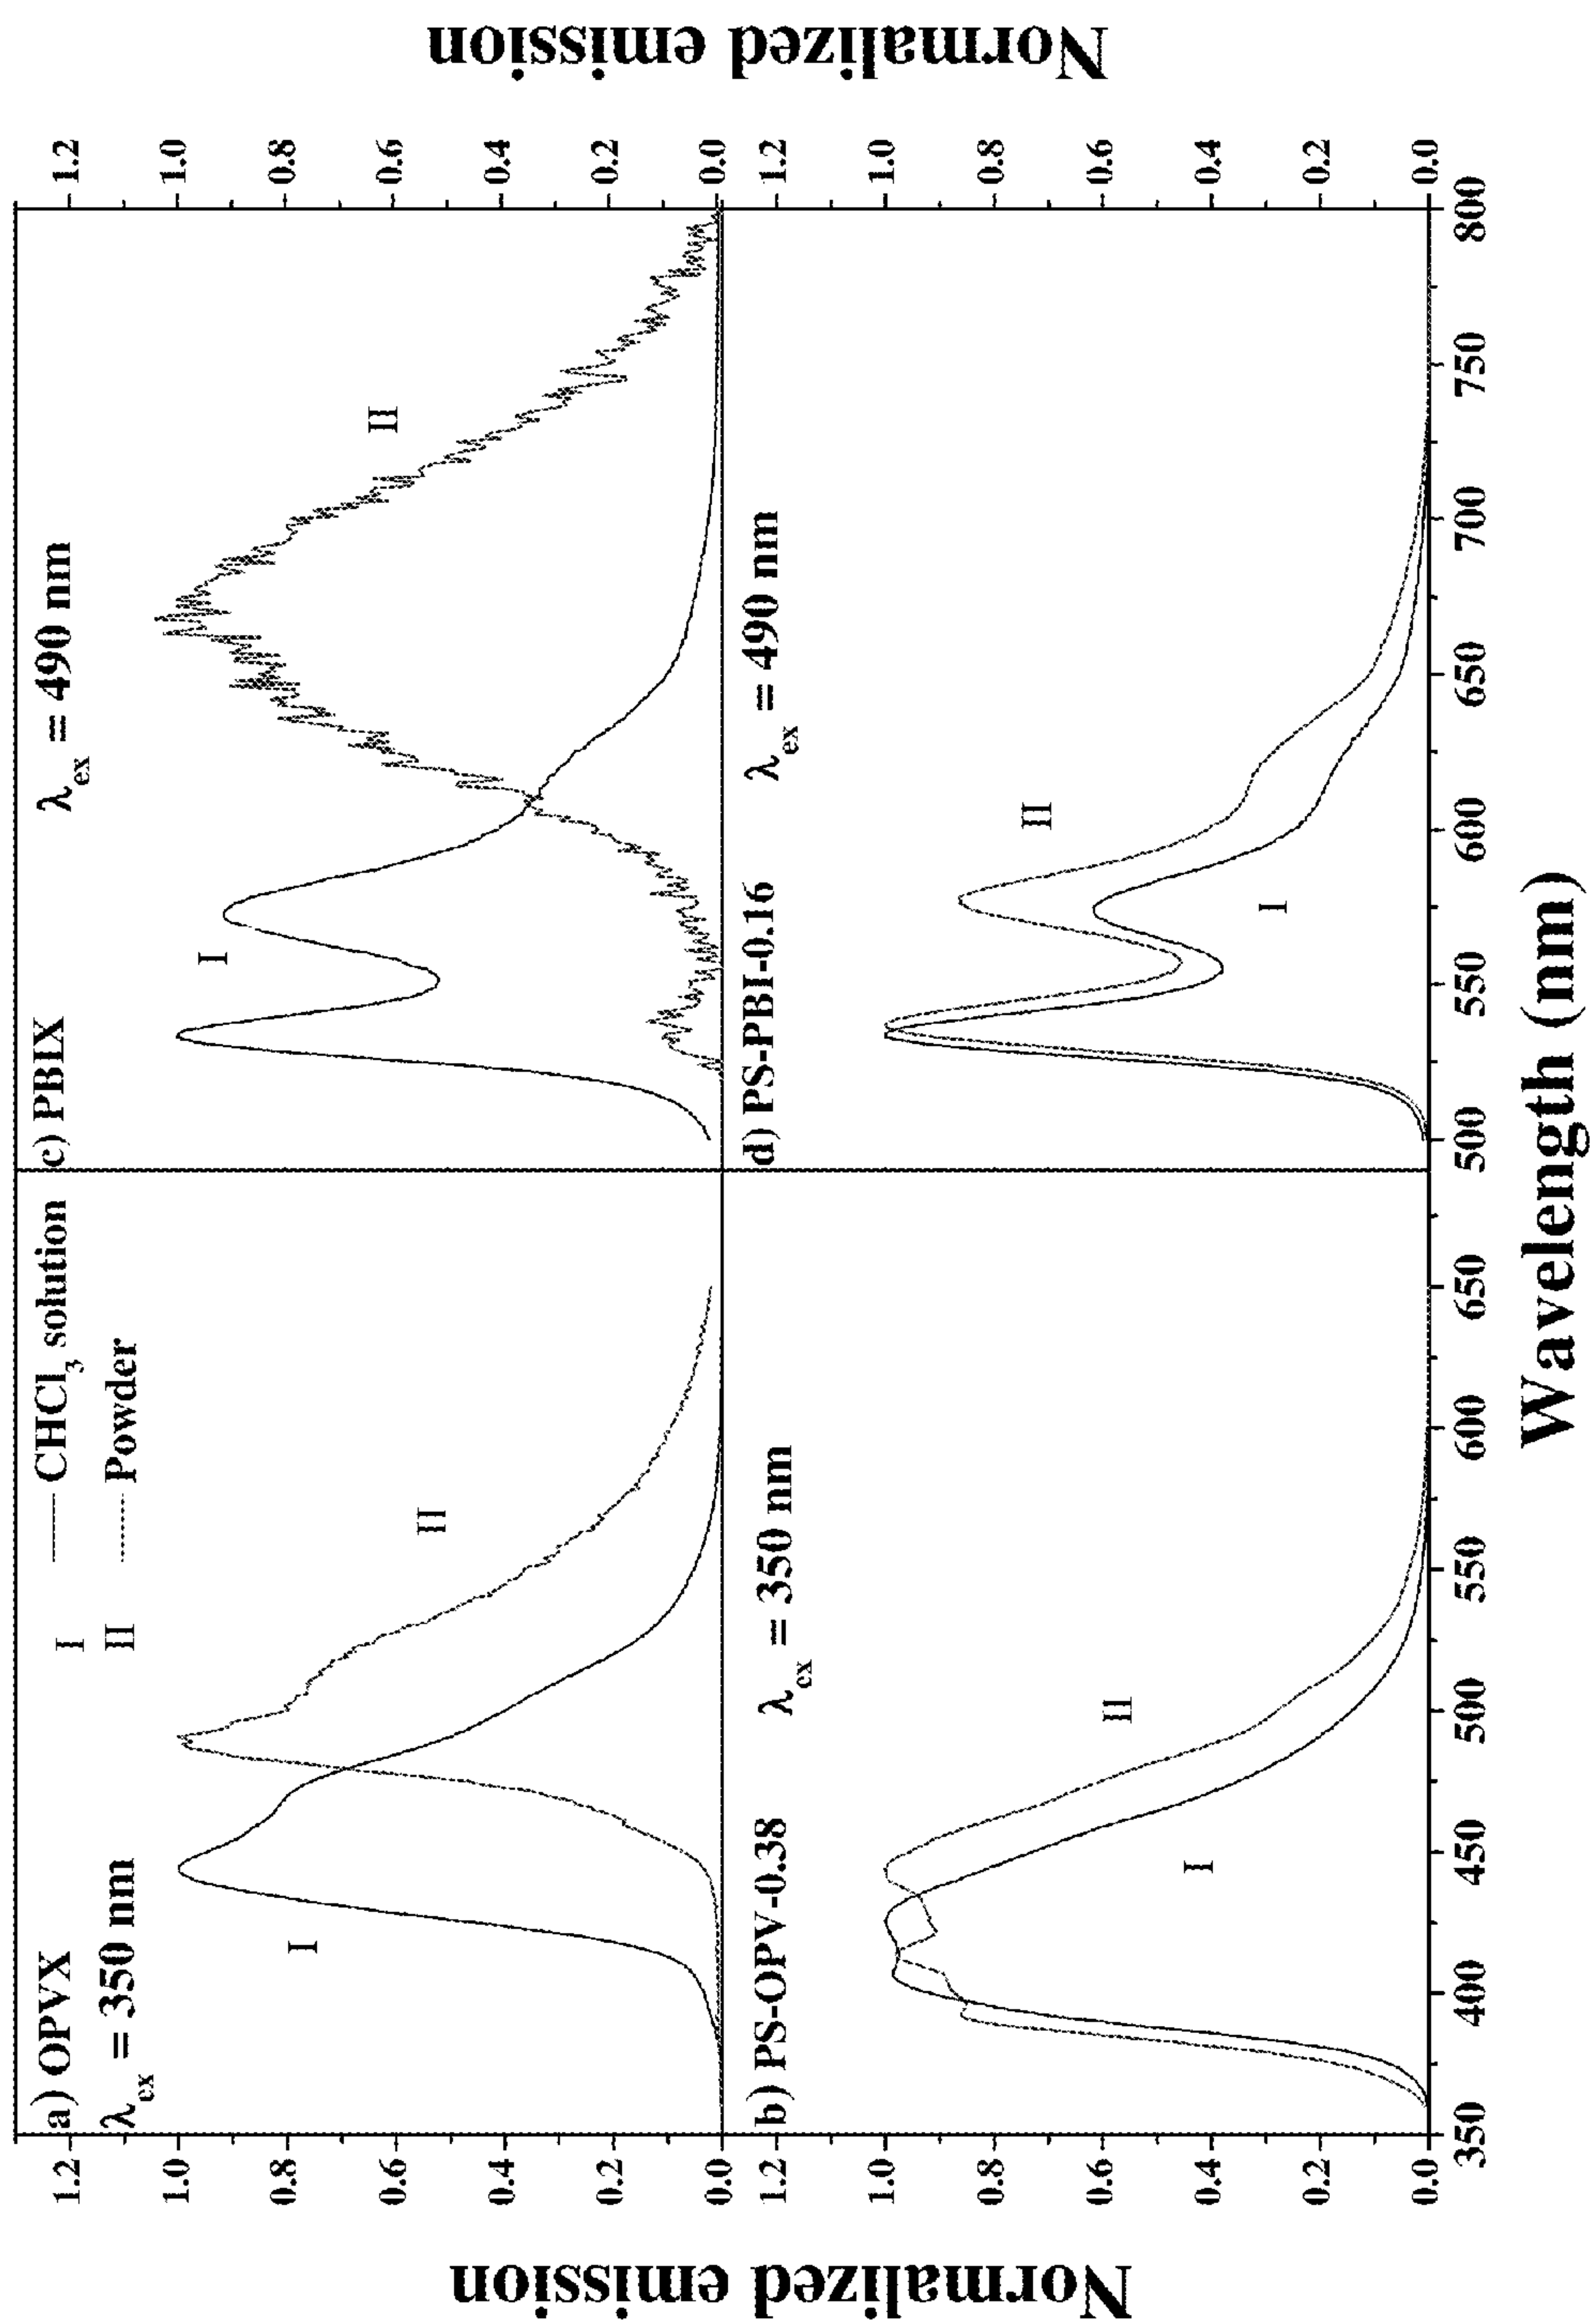 Normalized emission
Normalized emission
a) OPVX
λex = 350 nm
I — CHCl3 solution
II ······ Powder
I
II
1.2
1.0
0.8
0.6
0.4
0.2
0.0
c) PBIX
λex = 490 nm
I
II
1.2
1.0
0.8
0.6
0.4
0.2
0.0
b) PS-OPV-0.38
λex = 350 nm
I
II
1.2
1.0
0.8
0.6
0.4
0.2
0.0
350 400 450 500 550 600 650
d) PS-PBI-0.16
λex = 490 nm
I
II
1.2
1.0
0.8
0.6
0.4
0.2
0.0
500 550 600 650 700 750 800
Wavelength (nm)